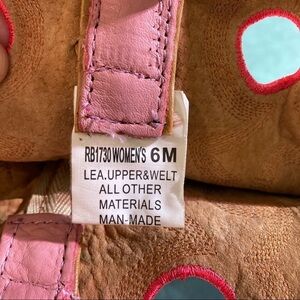 RB1730 WOMEN'S 6M
LEA.UPPER&WELT
ALL OTHER
MATERIALS
MAN-MADE